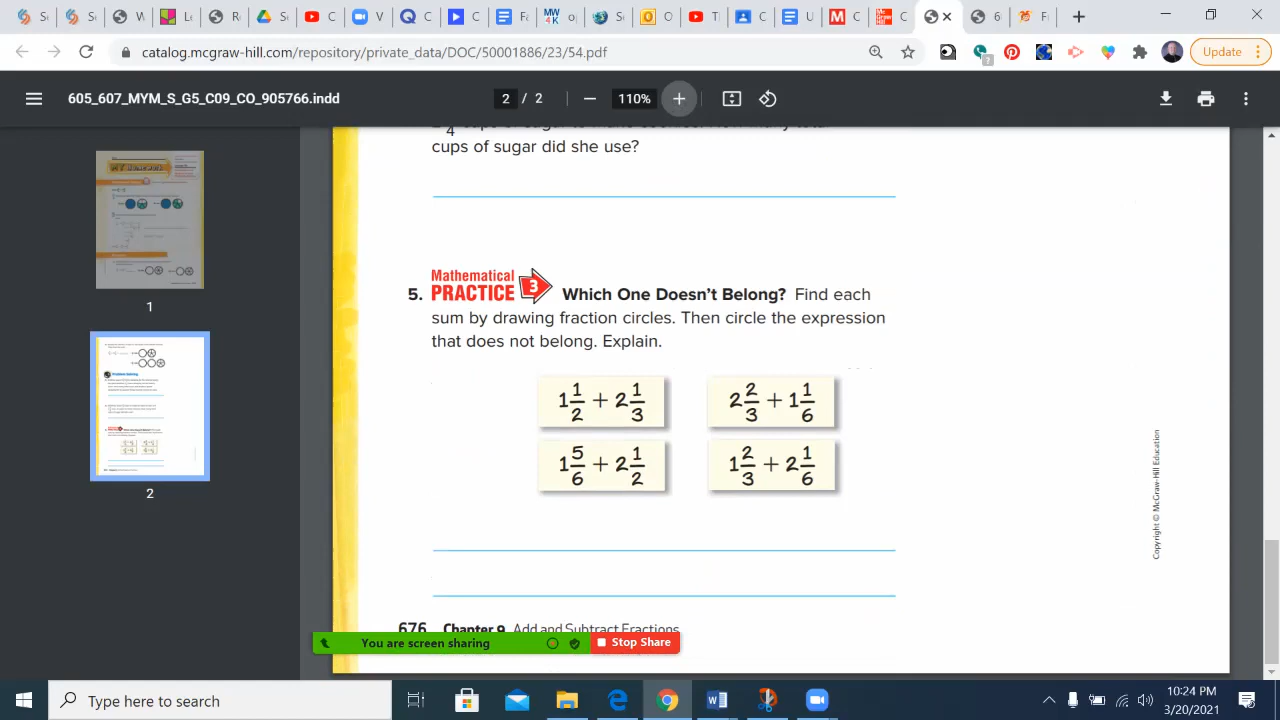 S
S
W
R
S
C
V
C
C
F
MW
4K
o
S
O
T
C
U
C
C
6
F
catalog.mcgraw-hill.com/repository/private_data/DOC/50001886/23/54.pdf
Update
605_607_MYM_S_G5_C09_CO_905766.indd
2 / 2
110%
cups of sugar did she use?
5. Mathematical PRACTICE 3 Which One Doesn't Belong? Find each
sum by drawing fraction circles. Then circle the expression
that does not belong. Explain.
1 1/2 + 2 1/3
2 2/3 + 1 1/6
1 5/6 + 2 1/2
1 2/3 + 2 1/6
Copyright © McGraw-Hill Education
676 Chapter 9 Add and Subtract Fractions
You are screen sharing
Stop Share
1
2
Type here to search
10:24 PM
3/20/2021